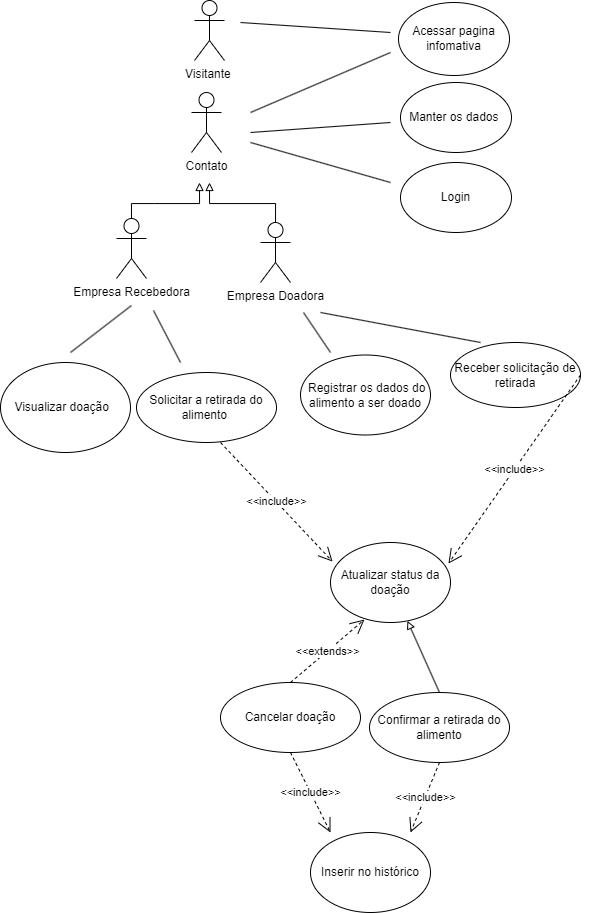 Acessar pagina
infomativa
Visitante
Manter os dados
Contato
Login
Empresa Recebedora
Empresa Doadora
Receber solicitação de
retirada
Visualizar doação
Solicitar a retirada do
alimento
Registrar os dados do
alimento a ser doado
<<include>>
<<include>>
Atualizar status da
doação
<<extends>>
Cancelar doação
Confirmar a retirada do
alimento
<<include>>
<<include>>
Inserir no histórico